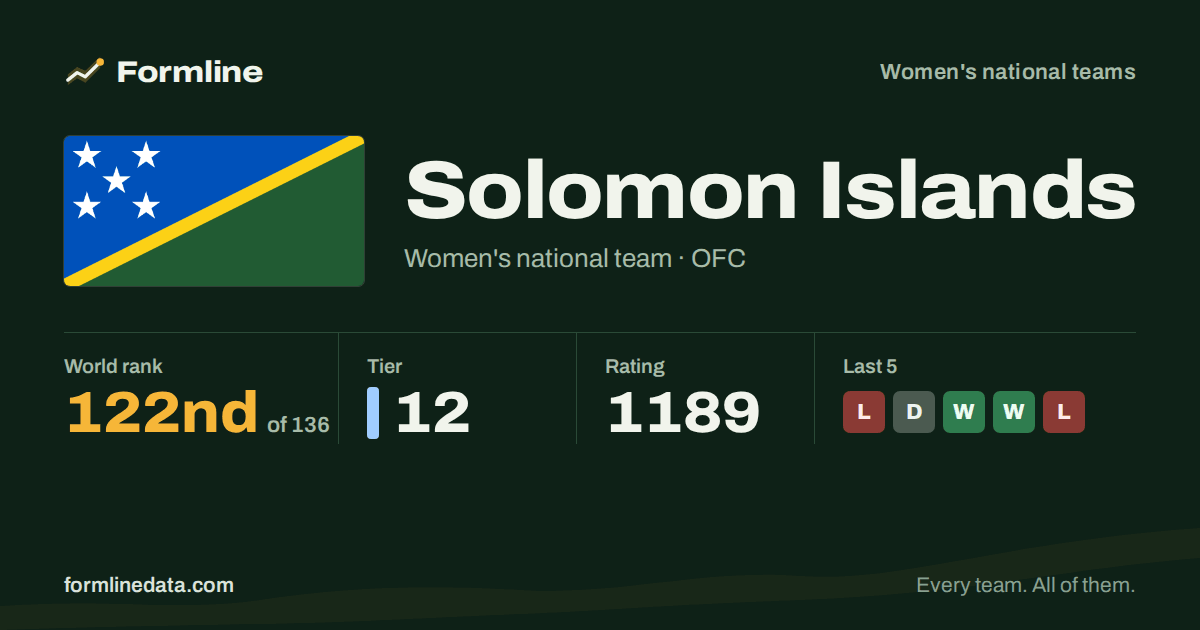 Formline
Women's national teams
Solomon Islands
Women's national team · OFC
World rank
122nd of 136
Tier
12
Rating
1189
Last 5
L D W W L
formlinedata.com
Every team. All of them.